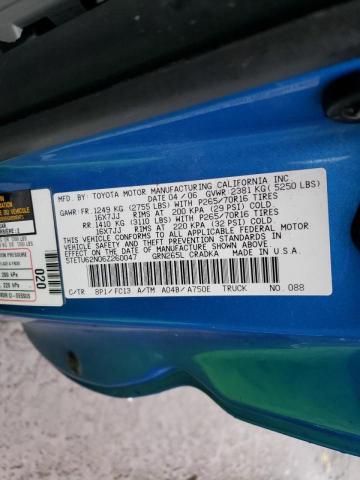 MFD. BY: TOYOTA MOTOR MANUFACTURING CALIFORNIA INC.
DATE 04/06 GVWR:2381 KG( 5250 LBS)
GAWR: FR. 1249 KG (2755 LBS) WITH P265/70R16 TIRES
16X7JJ RIMS AT 200 KPA (29 PSI) COLD.
RR. 1410 KG (3110 LBS) WITH P265/70R16 TIRES
16X7JJ RIMS AT 220 KPA (32 PSI) COLD.
THIS VEHICLE CONFORMS TO ALL APPLICABLE FEDERAL MOTOR
VEHICLE SAFETY STANDARDS IN EFFECT ON THE DATE OF
MANUFACTURE SHOWN ABOVE.
5TETU62N06Z260047 GRN265L CRADKA MADE IN U.S.A.
C/TR 8P1/FC13 A/TM A04B/A750E TRUCK NO. 088
DU VÉHICULE
PRESSURE
020